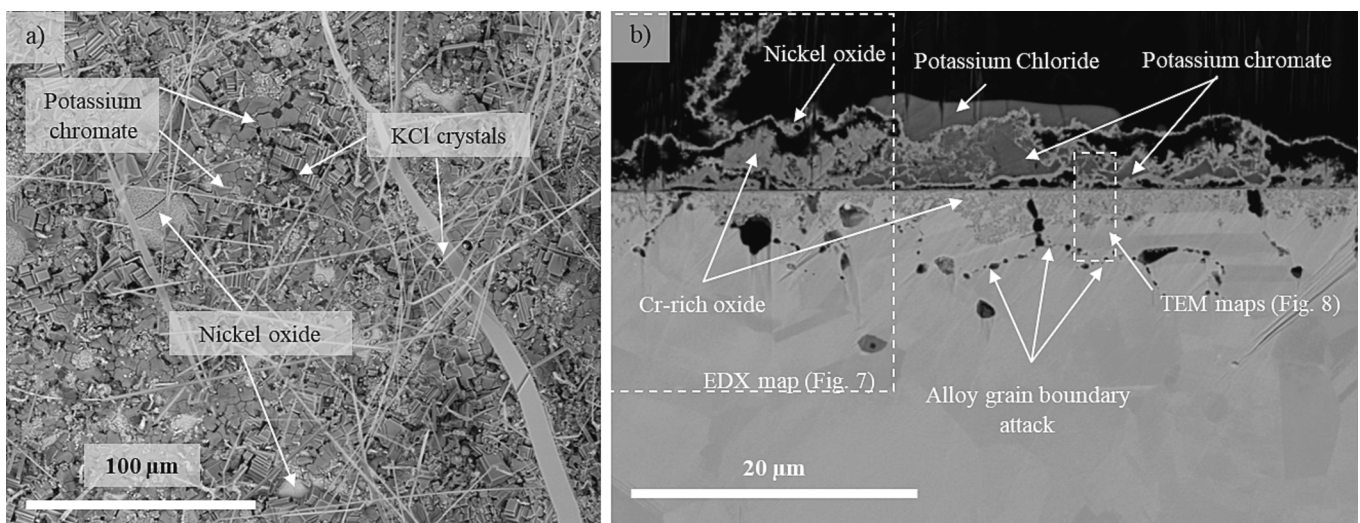 a)
Potassium
chromate
KCl crystals
Nickel oxide
100 µm
b)
Nickel oxide
Potassium Chloride
Potassium chromate
Cr-rich oxide
TEM maps (Fig. 8)
EDX map (Fig. 7)
Alloy grain boundary
attack
20 µm